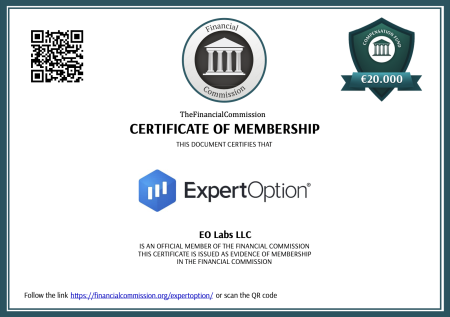 Financial
Commission
COMPENSATION FUND
€20.000
TheFinancialCommission
CERTIFICATE OF MEMBERSHIP
THIS DOCUMENT CERTIFIES THAT
ExpertOption®
EO Labs LLC
IS AN OFFICIAL MEMBER OF THE FINANCIAL COMMISSION
THIS CERTIFICATE IS ISSUED AS EVIDENCE OF MEMBERSHIP
IN THE FINANCIAL COMMISSION
Follow the link https://financialcommission.org/expertoption/ or scan the QR code